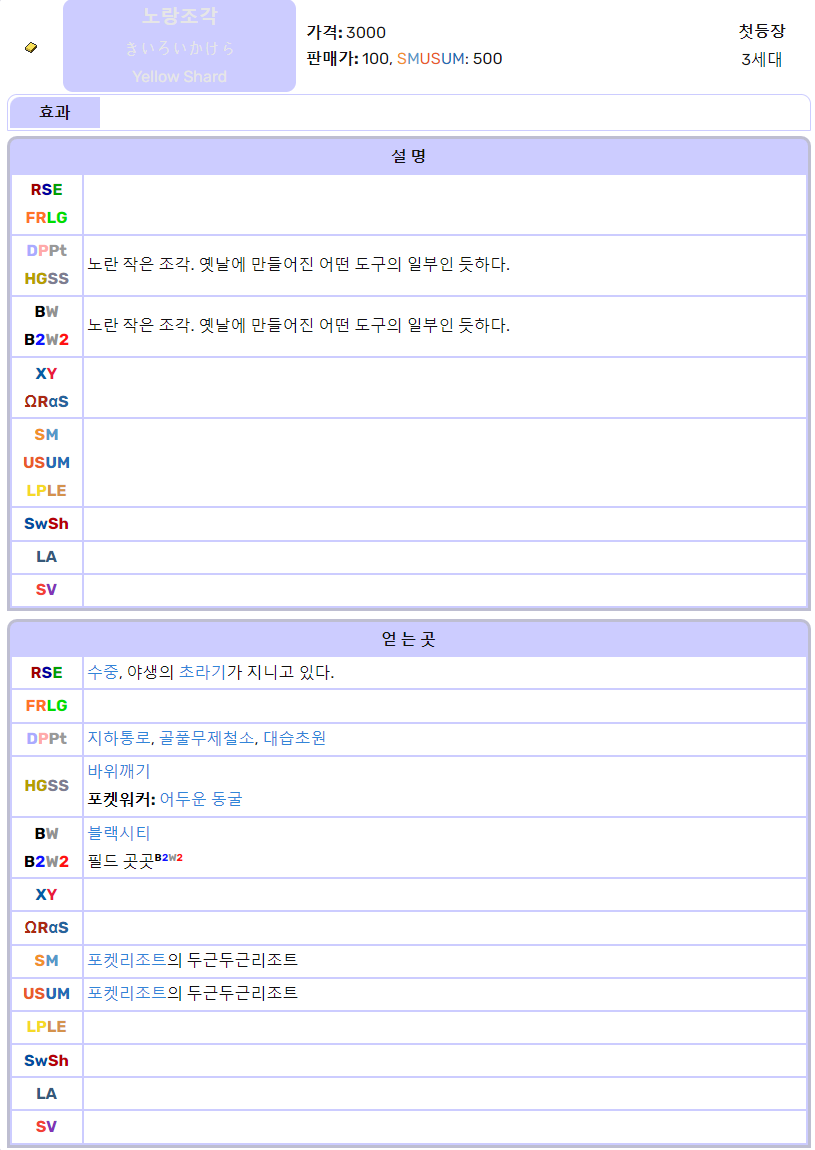 노랑조각
きいろいかけら
Yellow Shard
가격: 3000
판매가: 100, SMUSUM: 500
첫등장
3세대
효과
설 명
RSE
FRLG
DPPt
HGSS
노란 작은 조각. 옛날에 만들어진 어떤 도구의 일부인 듯하다.
BW
B2W2
노란 작은 조각. 옛날에 만들어진 어떤 도구의 일부인 듯하다.
XY
ΩRαS
SM
USUM
LPLE
SwSh
LA
SV
얻 는 곳
RSE 수중, 야생의 초라기가 지니고 있다.
FRLG
DPPt 지하통로, 골풀무제철소, 대습초원
HGSS
바위깨기
포켓워커: 어두운 동굴
BW
B2W2
블랙시티
필드 곳곳B2W2
XY
ΩRαS
SM 포켓리조트의 두근두근리조트
USUM 포켓리조트의 두근두근리조트
LPLE
SwSh
LA
SV